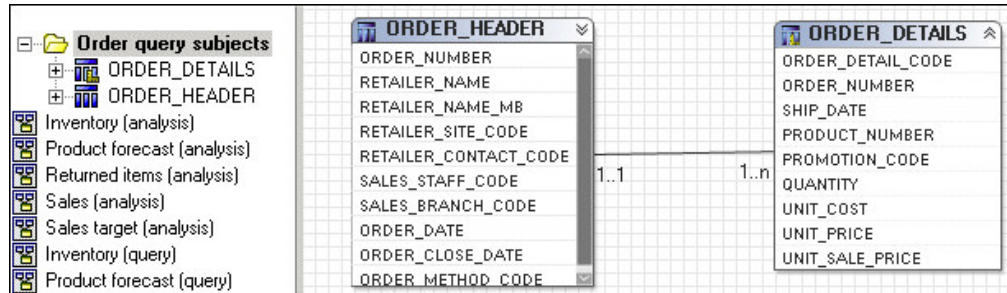 Order query subjects
ORDER_DETAILS
ORDER_HEADER
Inventory (analysis)
Product forecast (analysis)
Returned items (analysis)
Sales (analysis)
Sales target (analysis)
Inventory (query)
Product forecast (query)
ORDER_HEADER
ORDER_NUMBER
RETAILER_NAME
RETAILER_NAME_MB
RETAILER_SITE_CODE
RETAILER_CONTACT_CODE
SALES_STAFF_CODE
SALES_BRANCH_CODE
ORDER_DATE
ORDER_CLOSE_DATE
ORDER_METHOD_CODE
1..1
1..n
ORDER_DETAILS
ORDER_DETAIL_CODE
ORDER_NUMBER
SHIP_DATE
PRODUCT_NUMBER
PROMOTION_CODE
QUANTITY
UNIT_COST
UNIT_PRICE
UNIT_SALE_PRICE